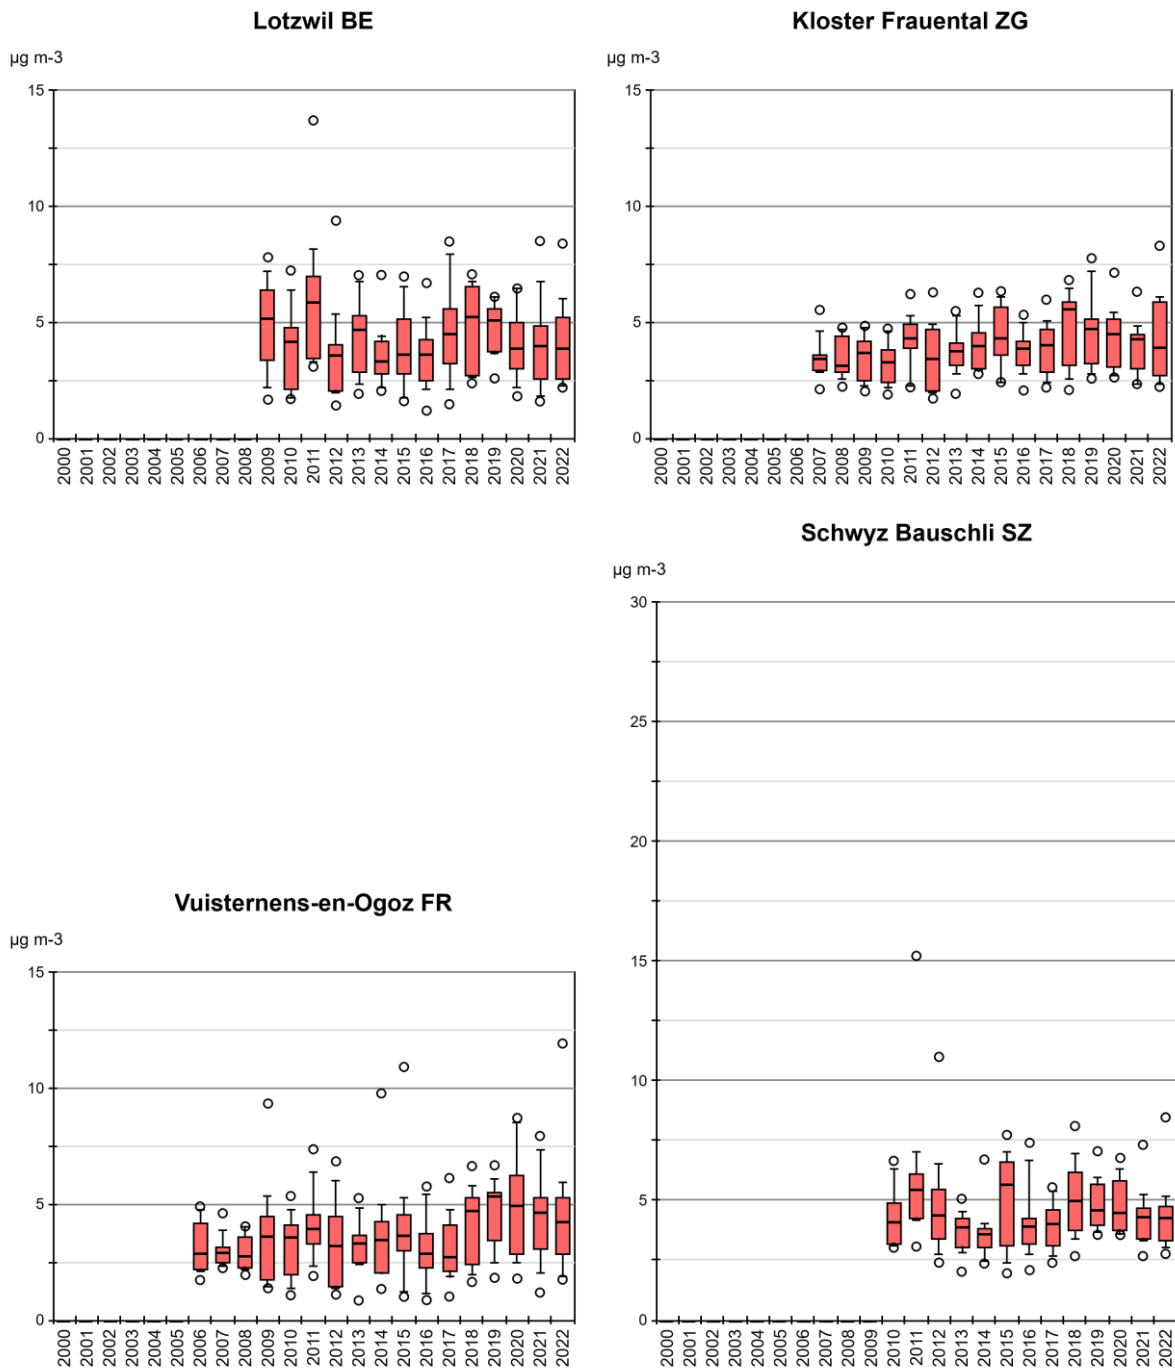 Lotzwil BE
µg m-3
15
10
5
0
2000 2001 2002 2003 2004 2005 2006 2007 2008 2009 2010 2011 2012 2013 2014 2015 2016 2017 2018 2019 2020 2021 2022
Kloster Frauental ZG
µg m-3
15
10
5
0
2000 2001 2002 2003 2004 2005 2006 2007 2008 2009 2010 2011 2012 2013 2014 2015 2016 2017 2018 2019 2020 2021 2022
Schwyz Bauschli SZ
µg m-3
30
25
20
15
10
5
0
2000 2001 2002 2003 2004 2005 2006 2007 2008 2009 2010 2011 2012 2013 2014 2015 2016 2017 2018 2019 2020 2021 2022
Vuisternens-en-Ogoz FR
µg m-3
15
10
5
0
2000 2001 2002 2003 2004 2005 2006 2007 2008 2009 2010 2011 2012 2013 2014 2015 2016 2017 2018 2019 2020 2021 2022